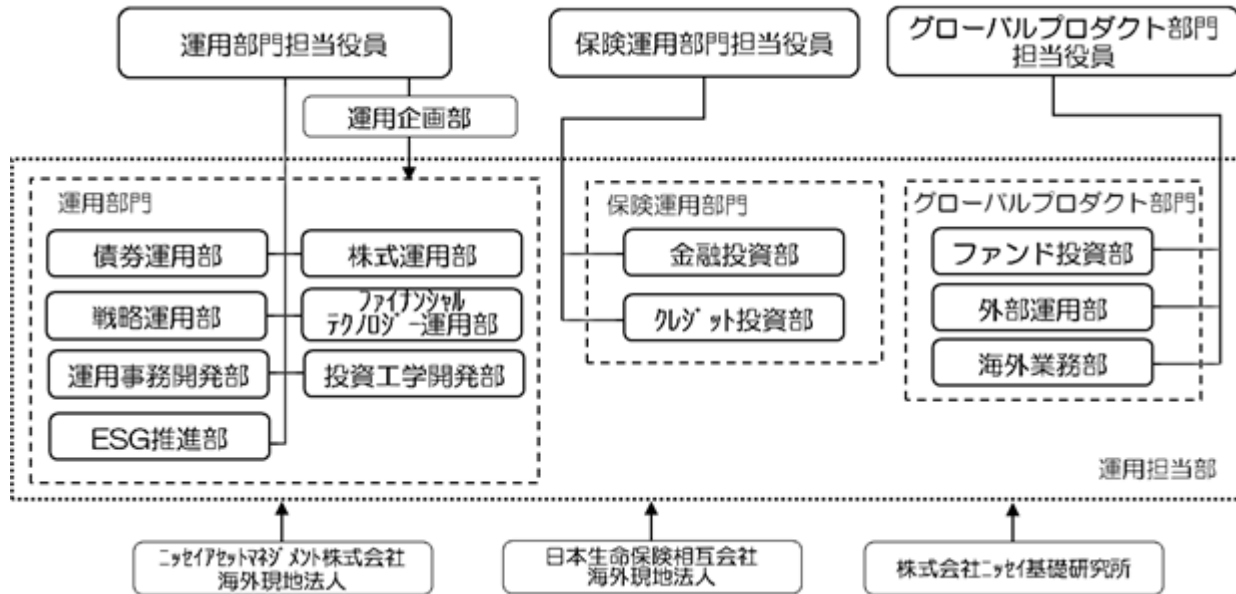 運用部門担当役員
保険運用部門担当役員
グローバルプロダクト部門
担当役員
運用企画部
運用部門
債券運用部
株式運用部
戦略運用部
ファイナンシャル
テクノロジー運用部
運用事務開発部
投資工学開発部
ESG推進部
保険運用部門
金融投資部
クレジット投資部
グローバルプロダクト部門
ファンド投資部
外部運用部
海外業務部
運用担当部
ニッセイアセットマネジメント株式会社
海外現地法人
日本生命保険相互会社
海外現地法人
株式会社ニッセイ基礎研究所